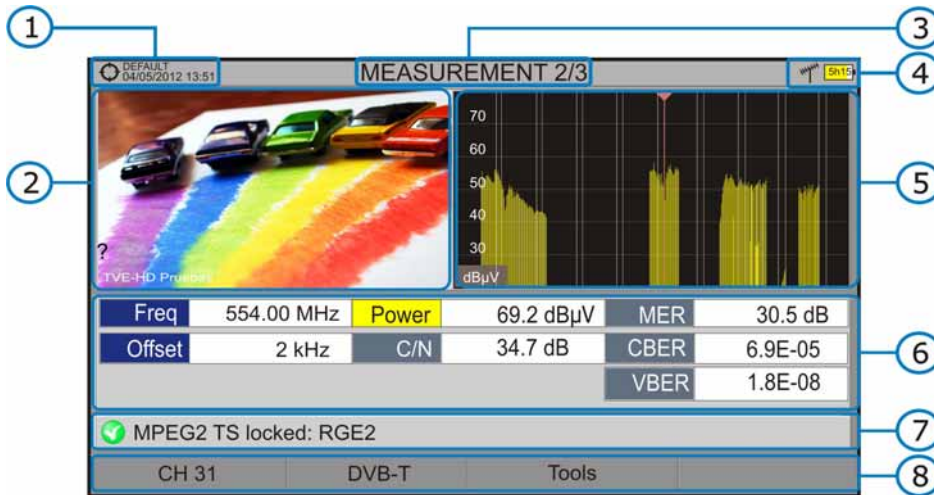 1
3
DEFAULT
04/05/2012 13:51
MEASUREMENT 2/3
5h15
4
2
70
60
50
40
30
dBµV
5
?
TVE-HD Pruebas
Freq 554.00 MHz Power 69.2 dBµV MER 30.5 dB
Offset 2 kHz C/N 34.7 dB CBER 6.9E-05
VBER 1.8E-08
6
MPEG2 TS locked: RGE2
7
CH 31 DVB-T Tools
8